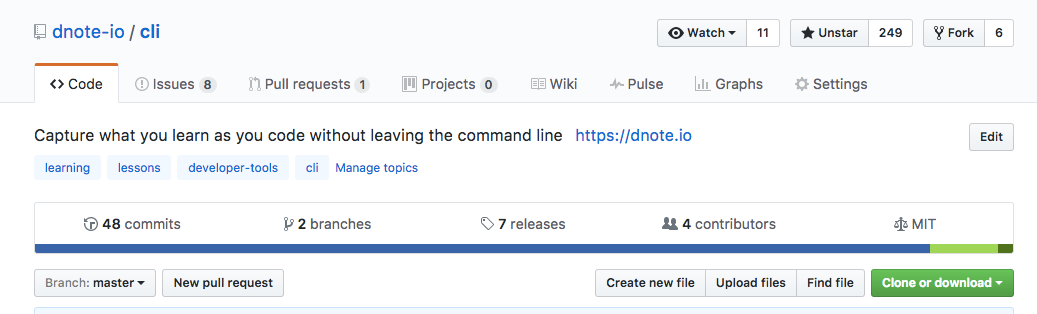 dnote-io / cli
Watch 11 Unstar 249 Fork 6
Code Issues 8 Pull requests 1 Projects 0 Wiki Pulse Graphs Settings
Capture what you learn as you code without leaving the command line https://dnote.io Edit
learning lessons developer-tools cli Manage topics
48 commits 2 branches 7 releases 4 contributors MIT
Branch: master New pull request Create new file Upload files Find file Clone or download